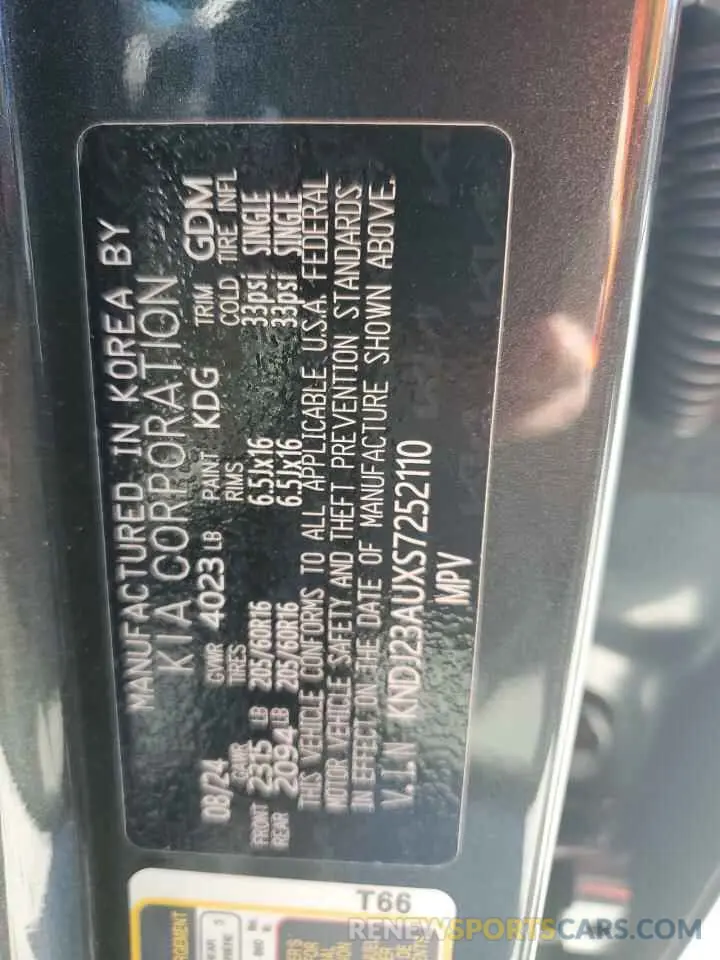 MANUFACTURED IN KOREA BY
KIA CORPORATION
08/24 GVWR 4023 LB PAINT KDG TRIM GDM
GAWR TIRES RIMS COLD TIRE INFL
FRONT 2315 LB 205/60R16 6.5Jx16 33psi SINGLE
REAR 2094 LB 205/60R16 6.5Jx16 33psi SINGLE
THIS VEHICLE CONFORMS TO ALL APPLICABLE U.S.A. FEDERAL
MOTOR VEHICLE SAFETY AND THEFT PREVENTION STANDARDS
IN EFFECT ON THE DATE OF MANUFACTURE SHOWN ABOVE.
V.I.N KNDJ23AUXS7252110
MPV
T66
RENEWSPORTSCARS.COM